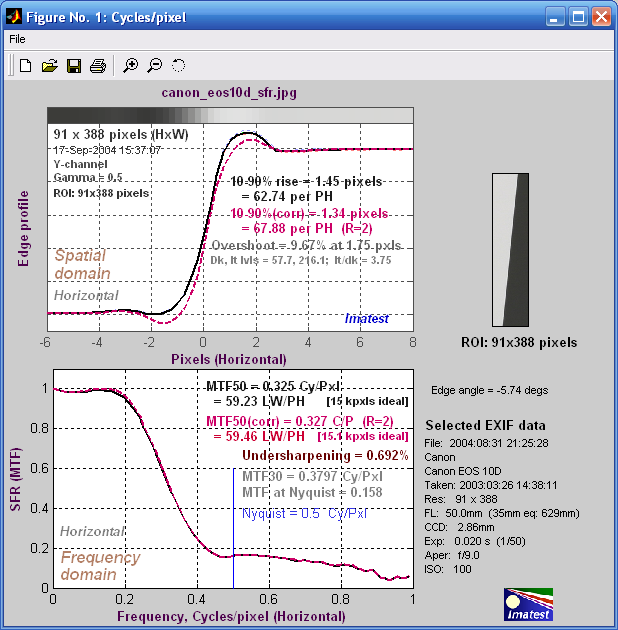 Figure No. 1: Cycles/pixel
File
canon_eos10d_sfr.jpg
91 x 388 pixels (HxW)
17-Sep-2004 15:37:07
Y-channel
Gamma = 0.5
ROI: 91x388 pixels
10-90% rise = 1.45 pixels
= 62.74 per PH
10-90%(corr) = 1.34 pixels
= 67.88 per PH (R=2)
Overshoot = 9.67% at 1.75 pxls
Dk, lt lvls = 57.7, 216.1; lt/dk = 3.75
Edge profile
Spatial
domain
Horizontal
Imatest
-6 -4 -2 0 2 4 6 8
Pixels (Horizontal)
ROI: 91x388 pixels
MTF50 = 0.325 Cy/Pxl
= 59.23 LW/PH [15 kpxls ideal]
MTF50(corr) = 0.327 C/P (R=2)
= 59.46 LW/PH [15.1 kpxls ideal]
Undersharpening = 0.692%
MTF30 = 0.3797 Cy/Pxl
MTF at Nyquist = 0.158
Nyquist = 0.5 Cy/Pxl
SFR (MTF)
1
0.8
0.6
0.4
0.2
0
Horizontal
Frequency
domain
0 0.2 0.4 0.6 0.8 1
Frequency, Cycles/pixel (Horizontal)
Edge angle = -5.74 degs
Selected EXIF data
File: 2004:08:31 21:25:28
Canon
Canon EOS 10D
Taken: 2003:03:26 14:38:11
Res: 91 x 388
FL: 50.0mm (35mm eq: 629mm)
CCD: 2.86mm
Exp: 0.020 s (1/50)
Aper: f/9.0
ISO: 100
Imatest